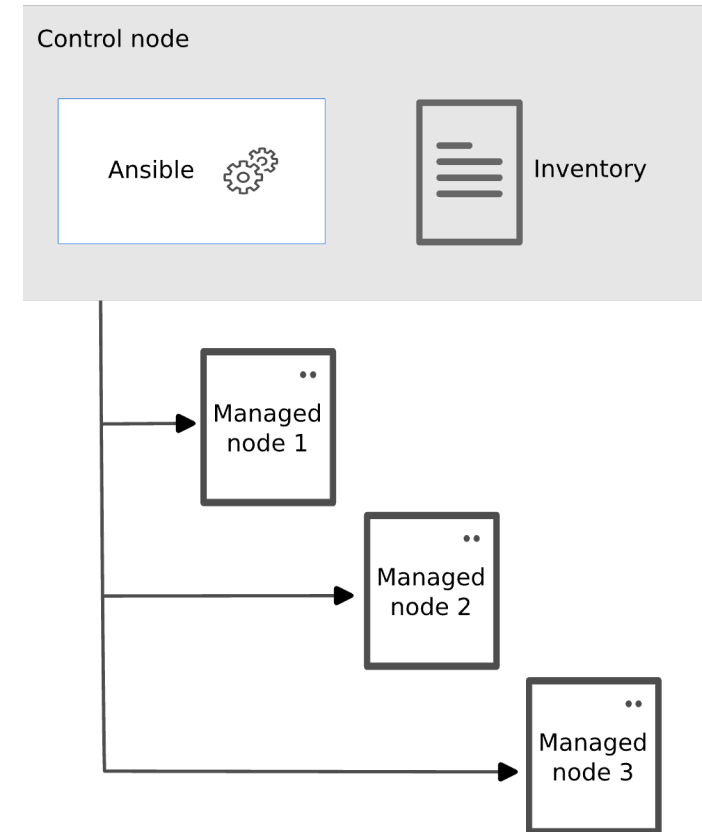 Control node
Ansible
Inventory
Managed
node 1
Managed
node 2
Managed
node 3